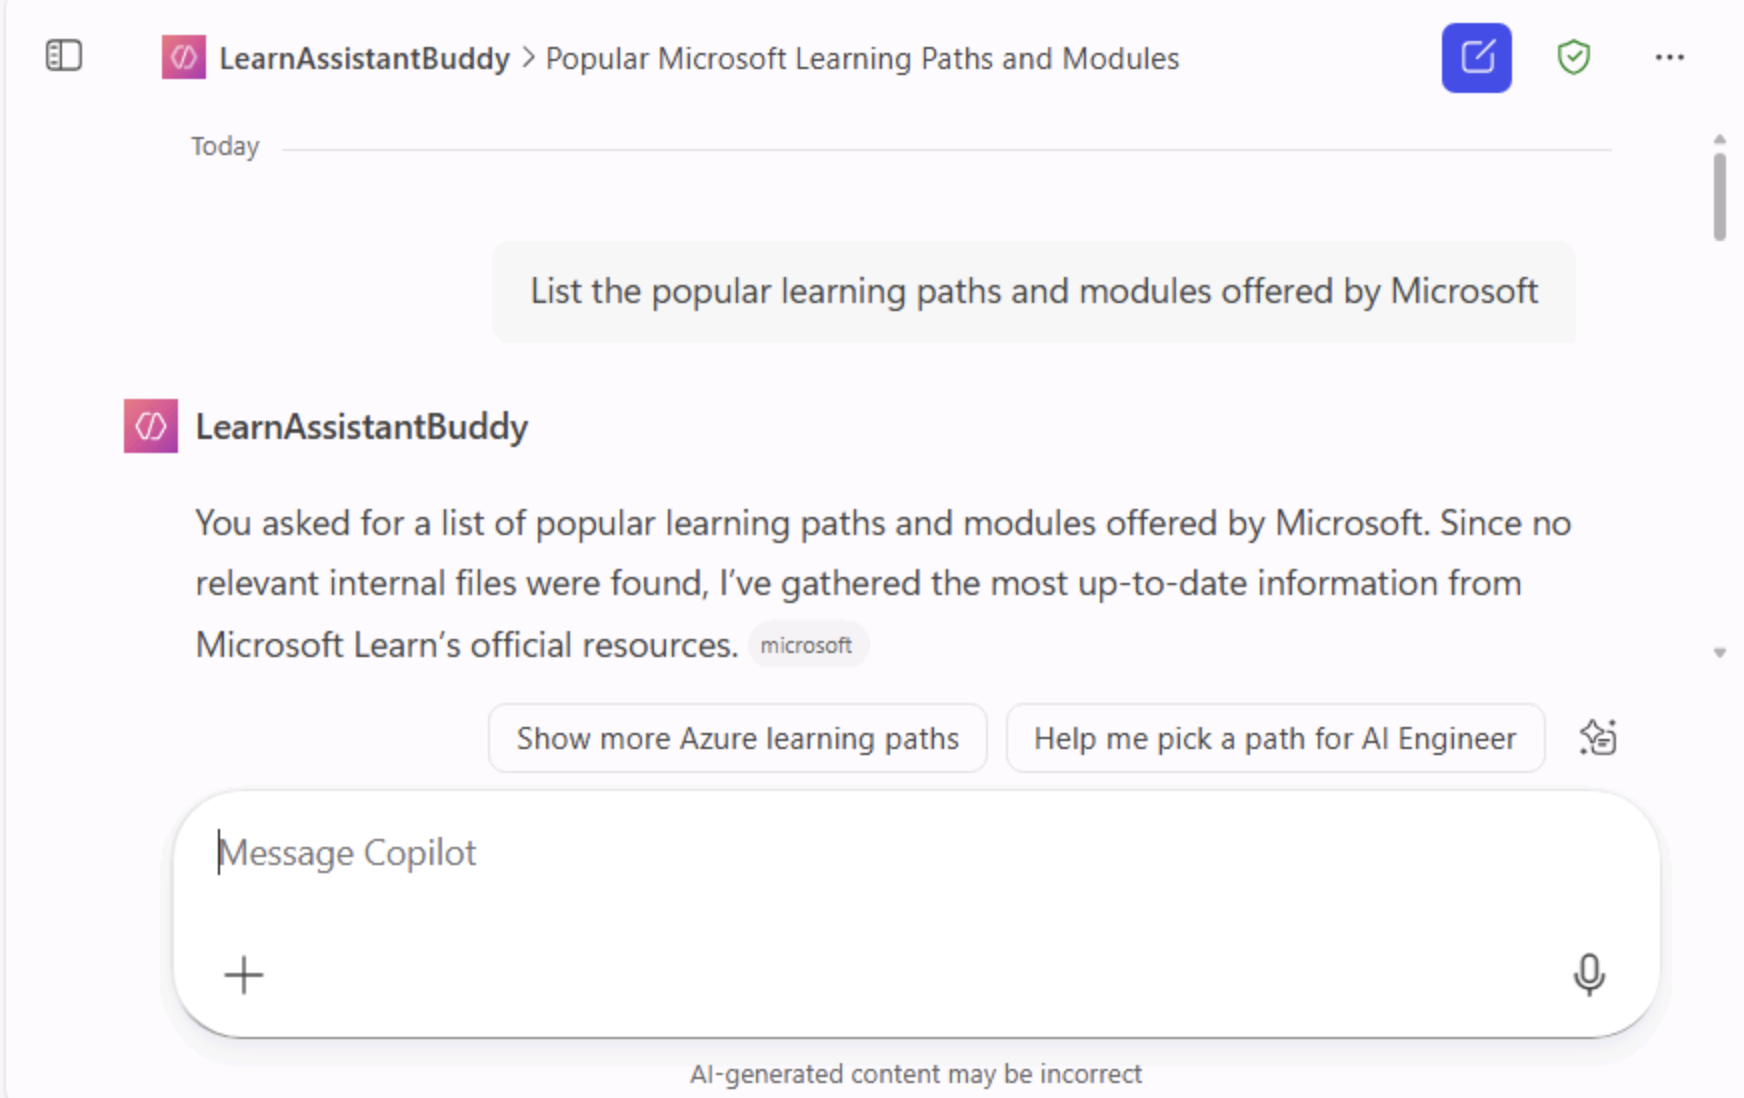 LearnAssistantBuddy > Popular Microsoft Learning Paths and Modules
Today
List the popular learning paths and modules offered by Microsoft
LearnAssistantBuddy
You asked for a list of popular learning paths and modules offered by Microsoft. Since no
relevant internal files were found, I’ve gathered the most up-to-date information from
Microsoft Learn’s official resources. microsoft
Show more Azure learning paths
Help me pick a path for AI Engineer
Message Copilot
AI-generated content may be incorrect